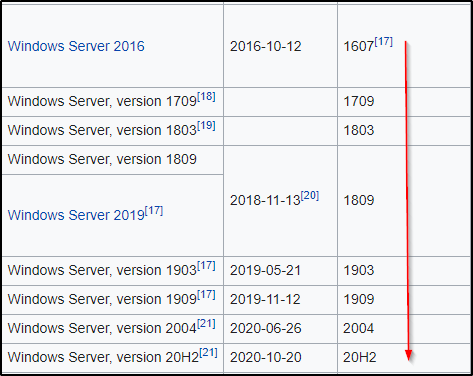 Windows Server 2016 2016-10-12 1607[17]
Windows Server, version 1709[18] 1709
Windows Server, version 1803[19] 1803
Windows Server, version 1809
Windows Server 2019[17] 2018-11-13[20] 1809
Windows Server, version 1903[17] 2019-05-21 1903
Windows Server, version 1909[17] 2019-11-12 1909
Windows Server, version 2004[21] 2020-06-26 2004
Windows Server, version 20H2[21] 2020-10-20 20H2